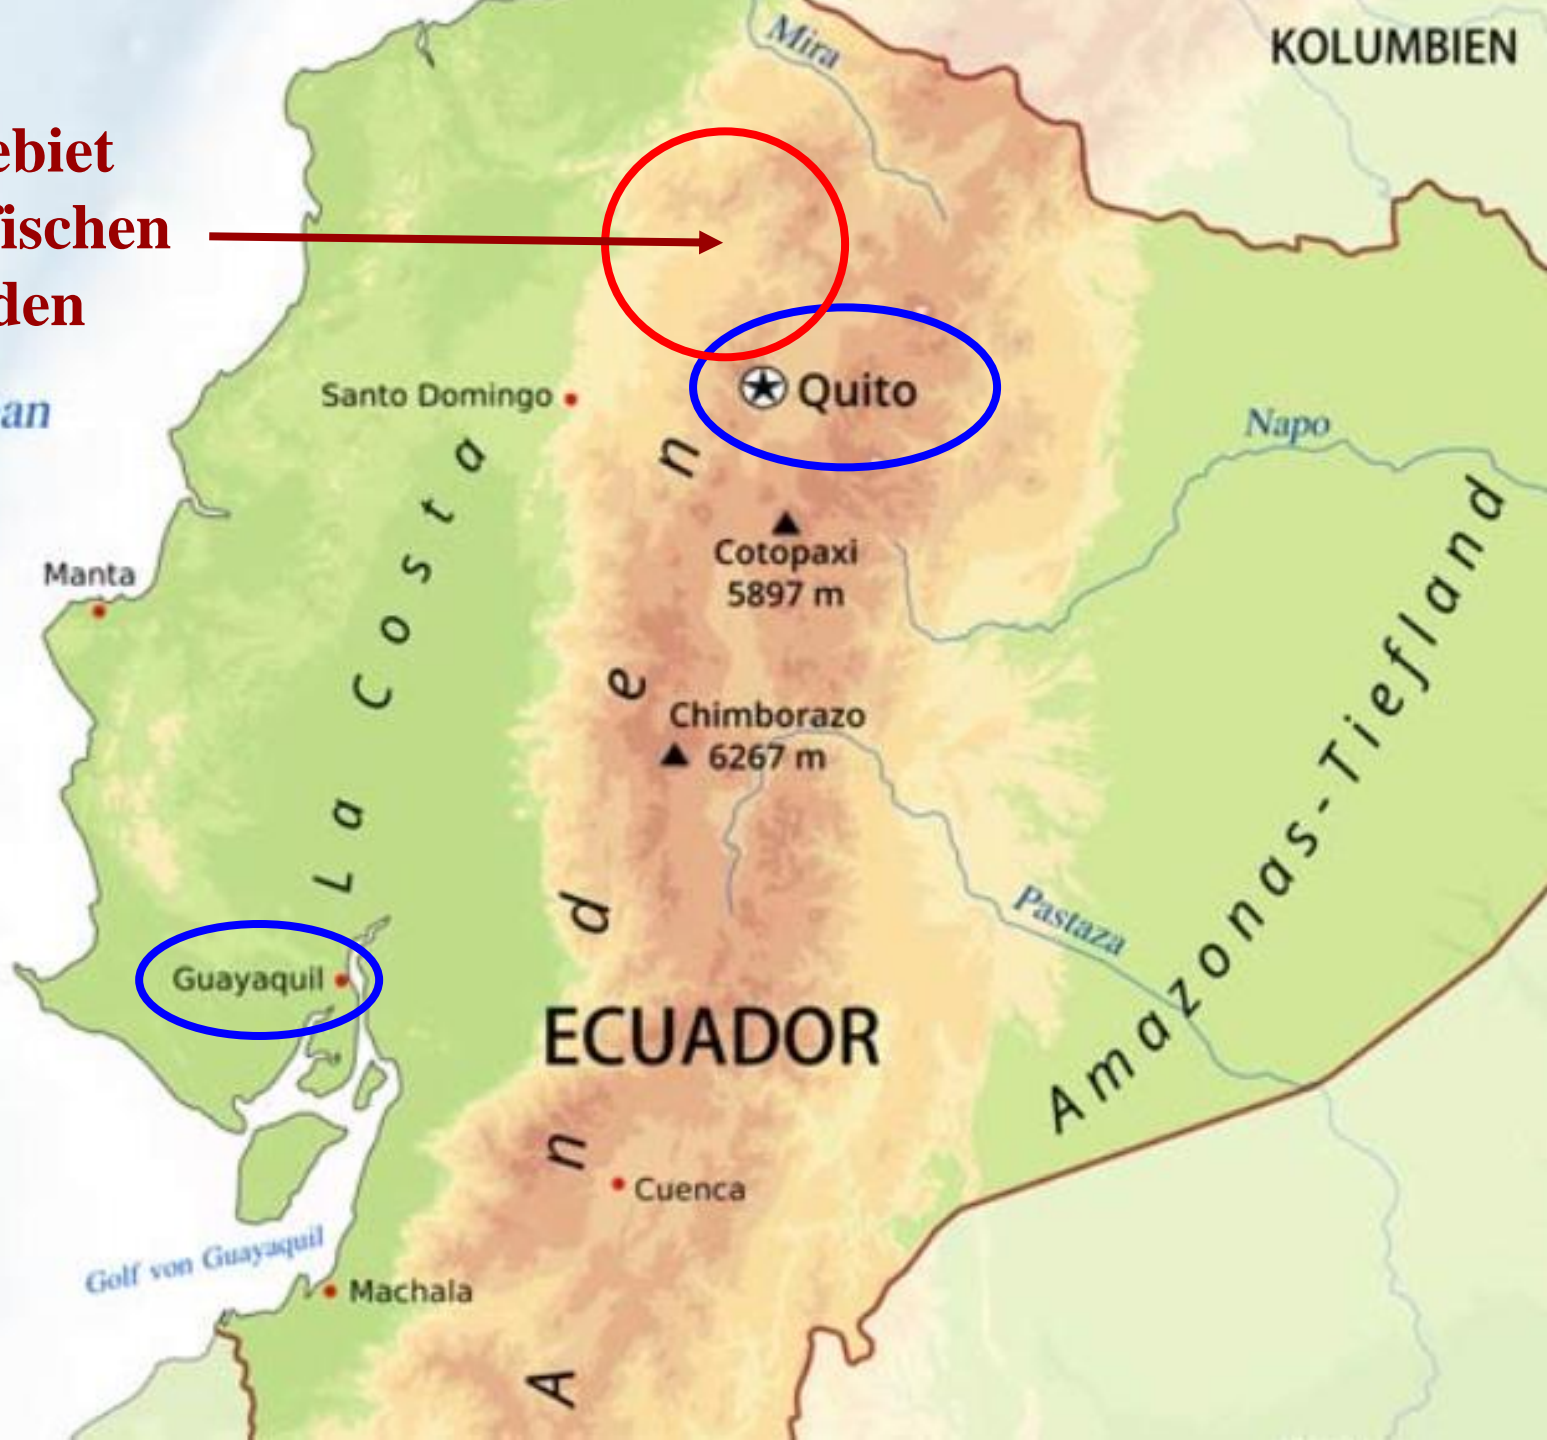 Mira
KOLUMBIEN
ebiet
fischen
den
Santo Domingo
Quito
an
Napo
Cotopaxi
5897 m
Manta
Chimborazo
6267 m
La Costa
Amazonas-Tiefland
Pastaza
Guayaquil
ECUADOR
Anden
Cuenca
Golf von Guayaquil
Machala